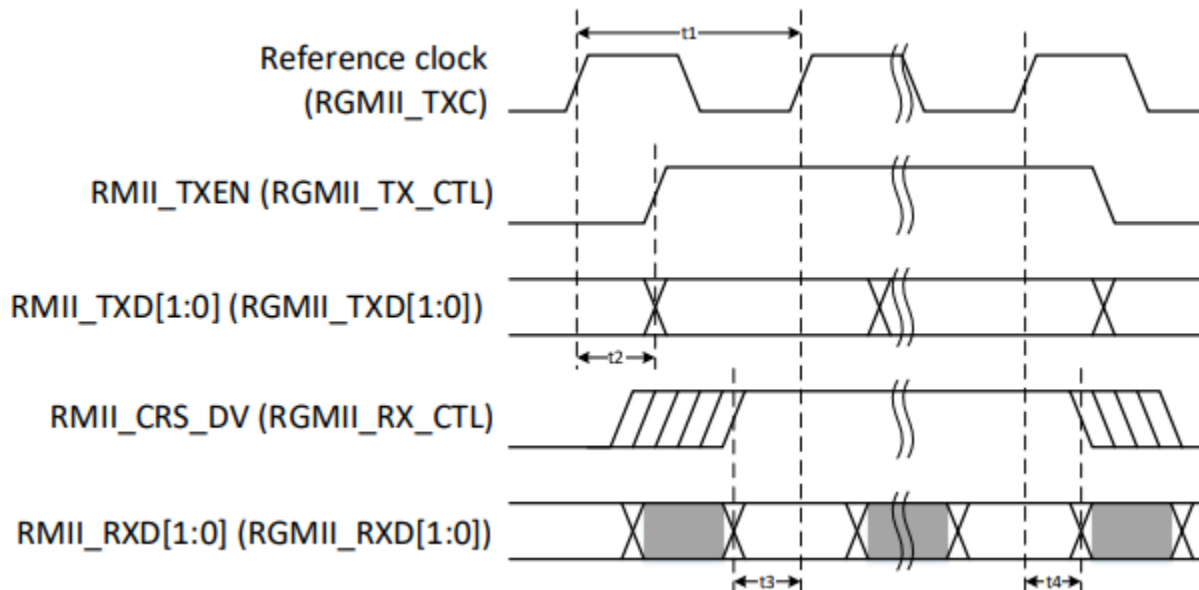 t1
Reference clock
(RGMII_TXC)
RMII_TXEN (RGMII_TX_CTL)
RMII_TXD[1:0] (RGMII_TXD[1:0])
t2
RMII_CRS_DV (RGMII_RX_CTL)
RMII_RXD[1:0] (RGMII_RXD[1:0])
t3
t4